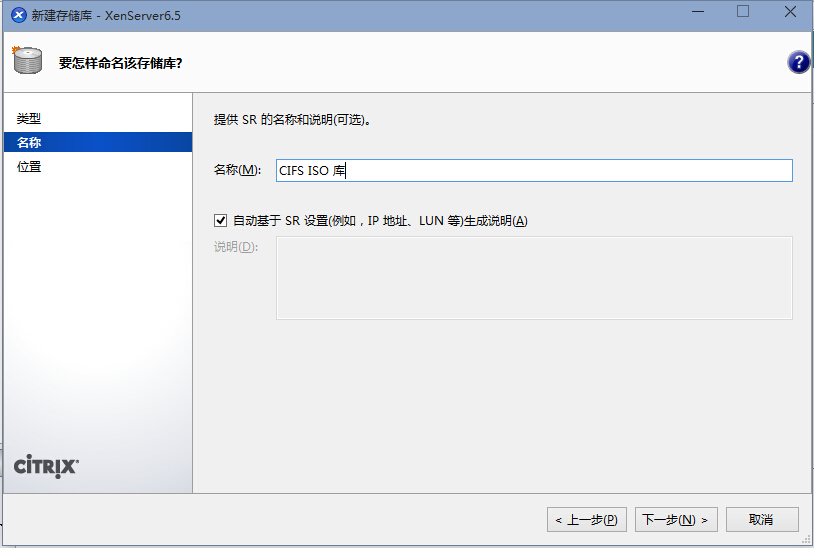 新建存储库 - XenServer6.5
要怎样命名该存储库?
?
类型
名称
位置
提供 SR 的名称和说明(可选)。
名称(M): CIFS ISO 库
自动基于 SR 设置(例如，IP 地址、LUN 等)生成说明(A)
说明(D):
CITRIX®
< 上一步(P) 下一步(N) > 取消